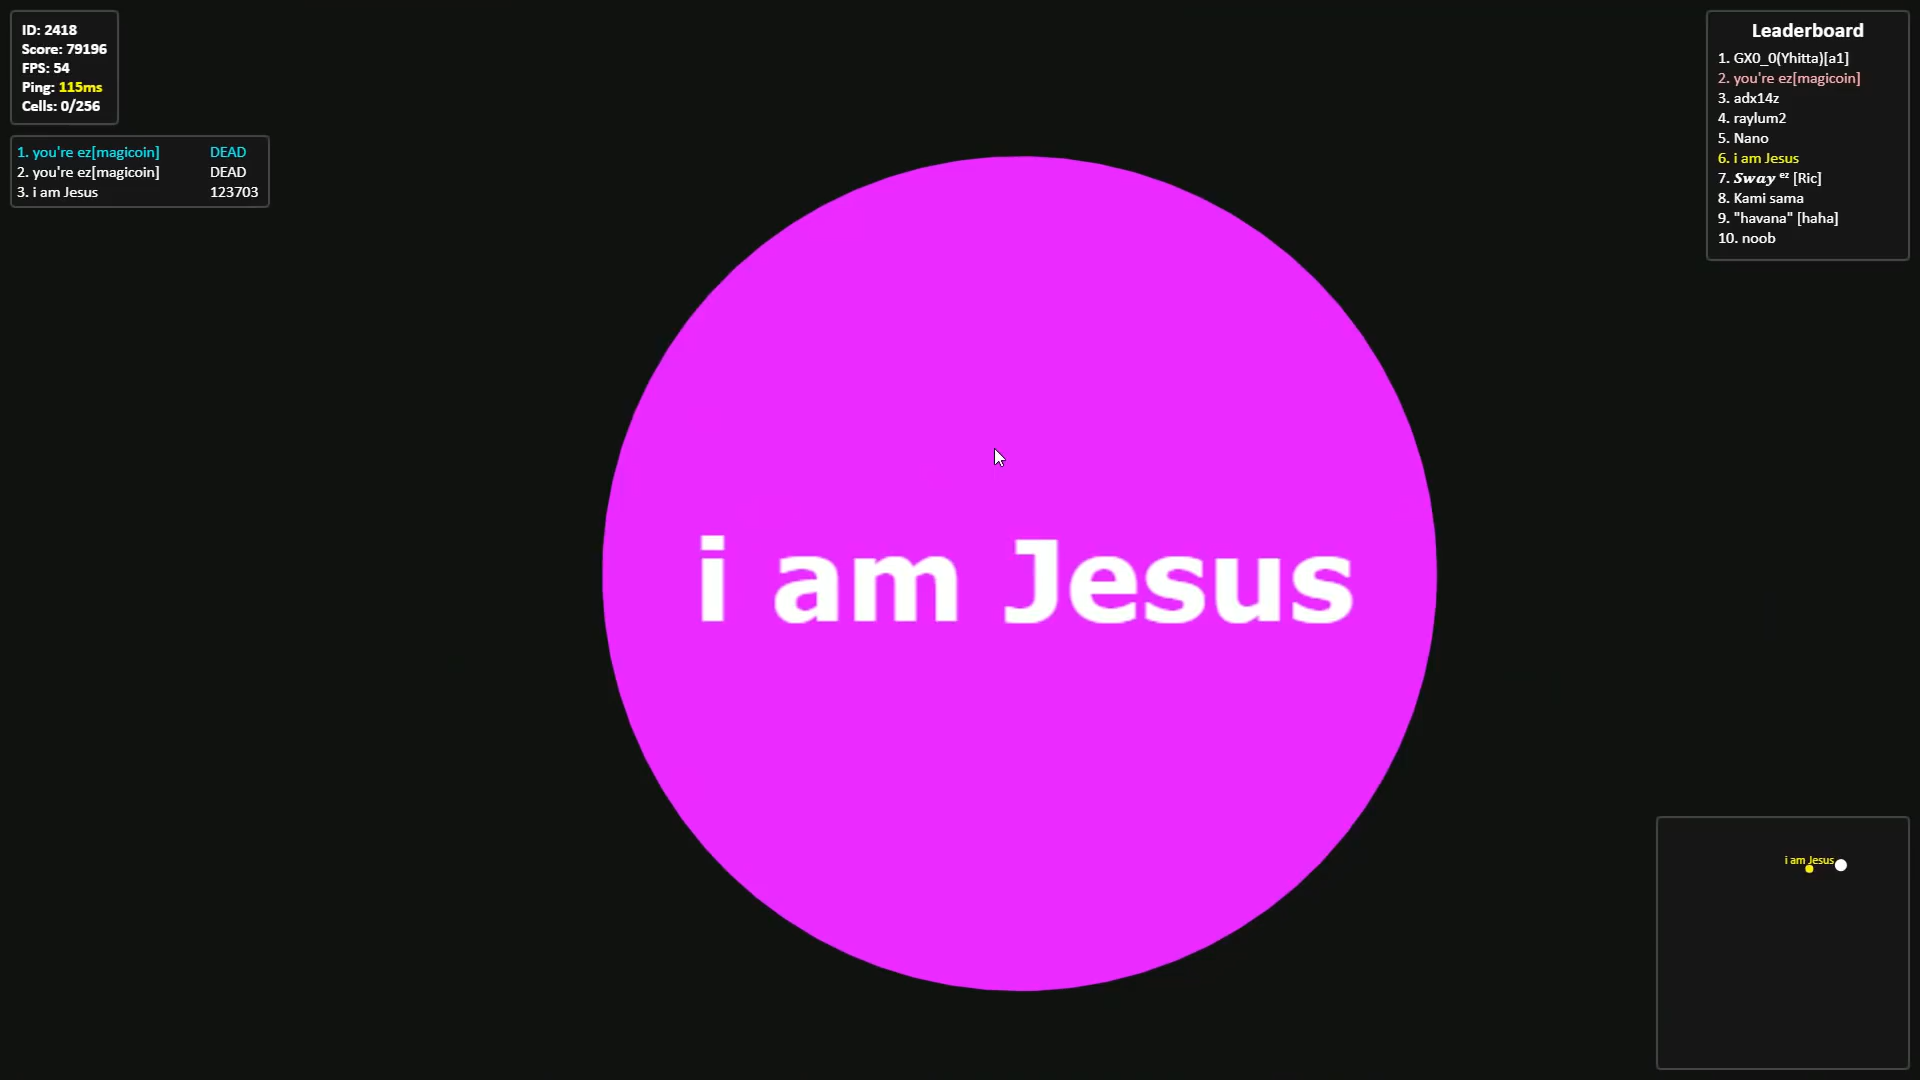 ID: 2418
Score: 79196
FPS: 54
Ping: 115ms
Cells: 0/256
1. you're ez[magicoin] DEAD
2. you're ez[magicoin] DEAD
3. i am Jesus 123703
i am Jesus
Leaderboard
1. GX0_0(Yhitta)[a1]
2. you're ez[magicoin]
3. adx14z
4. raylum2
5. Nano
6. i am Jesus
7. 𝑺𝒘𝒂𝒚 ᵉᶻ [Ric]
8. Kami sama
9. "havana" [haha]
10. noob
i am Jesus